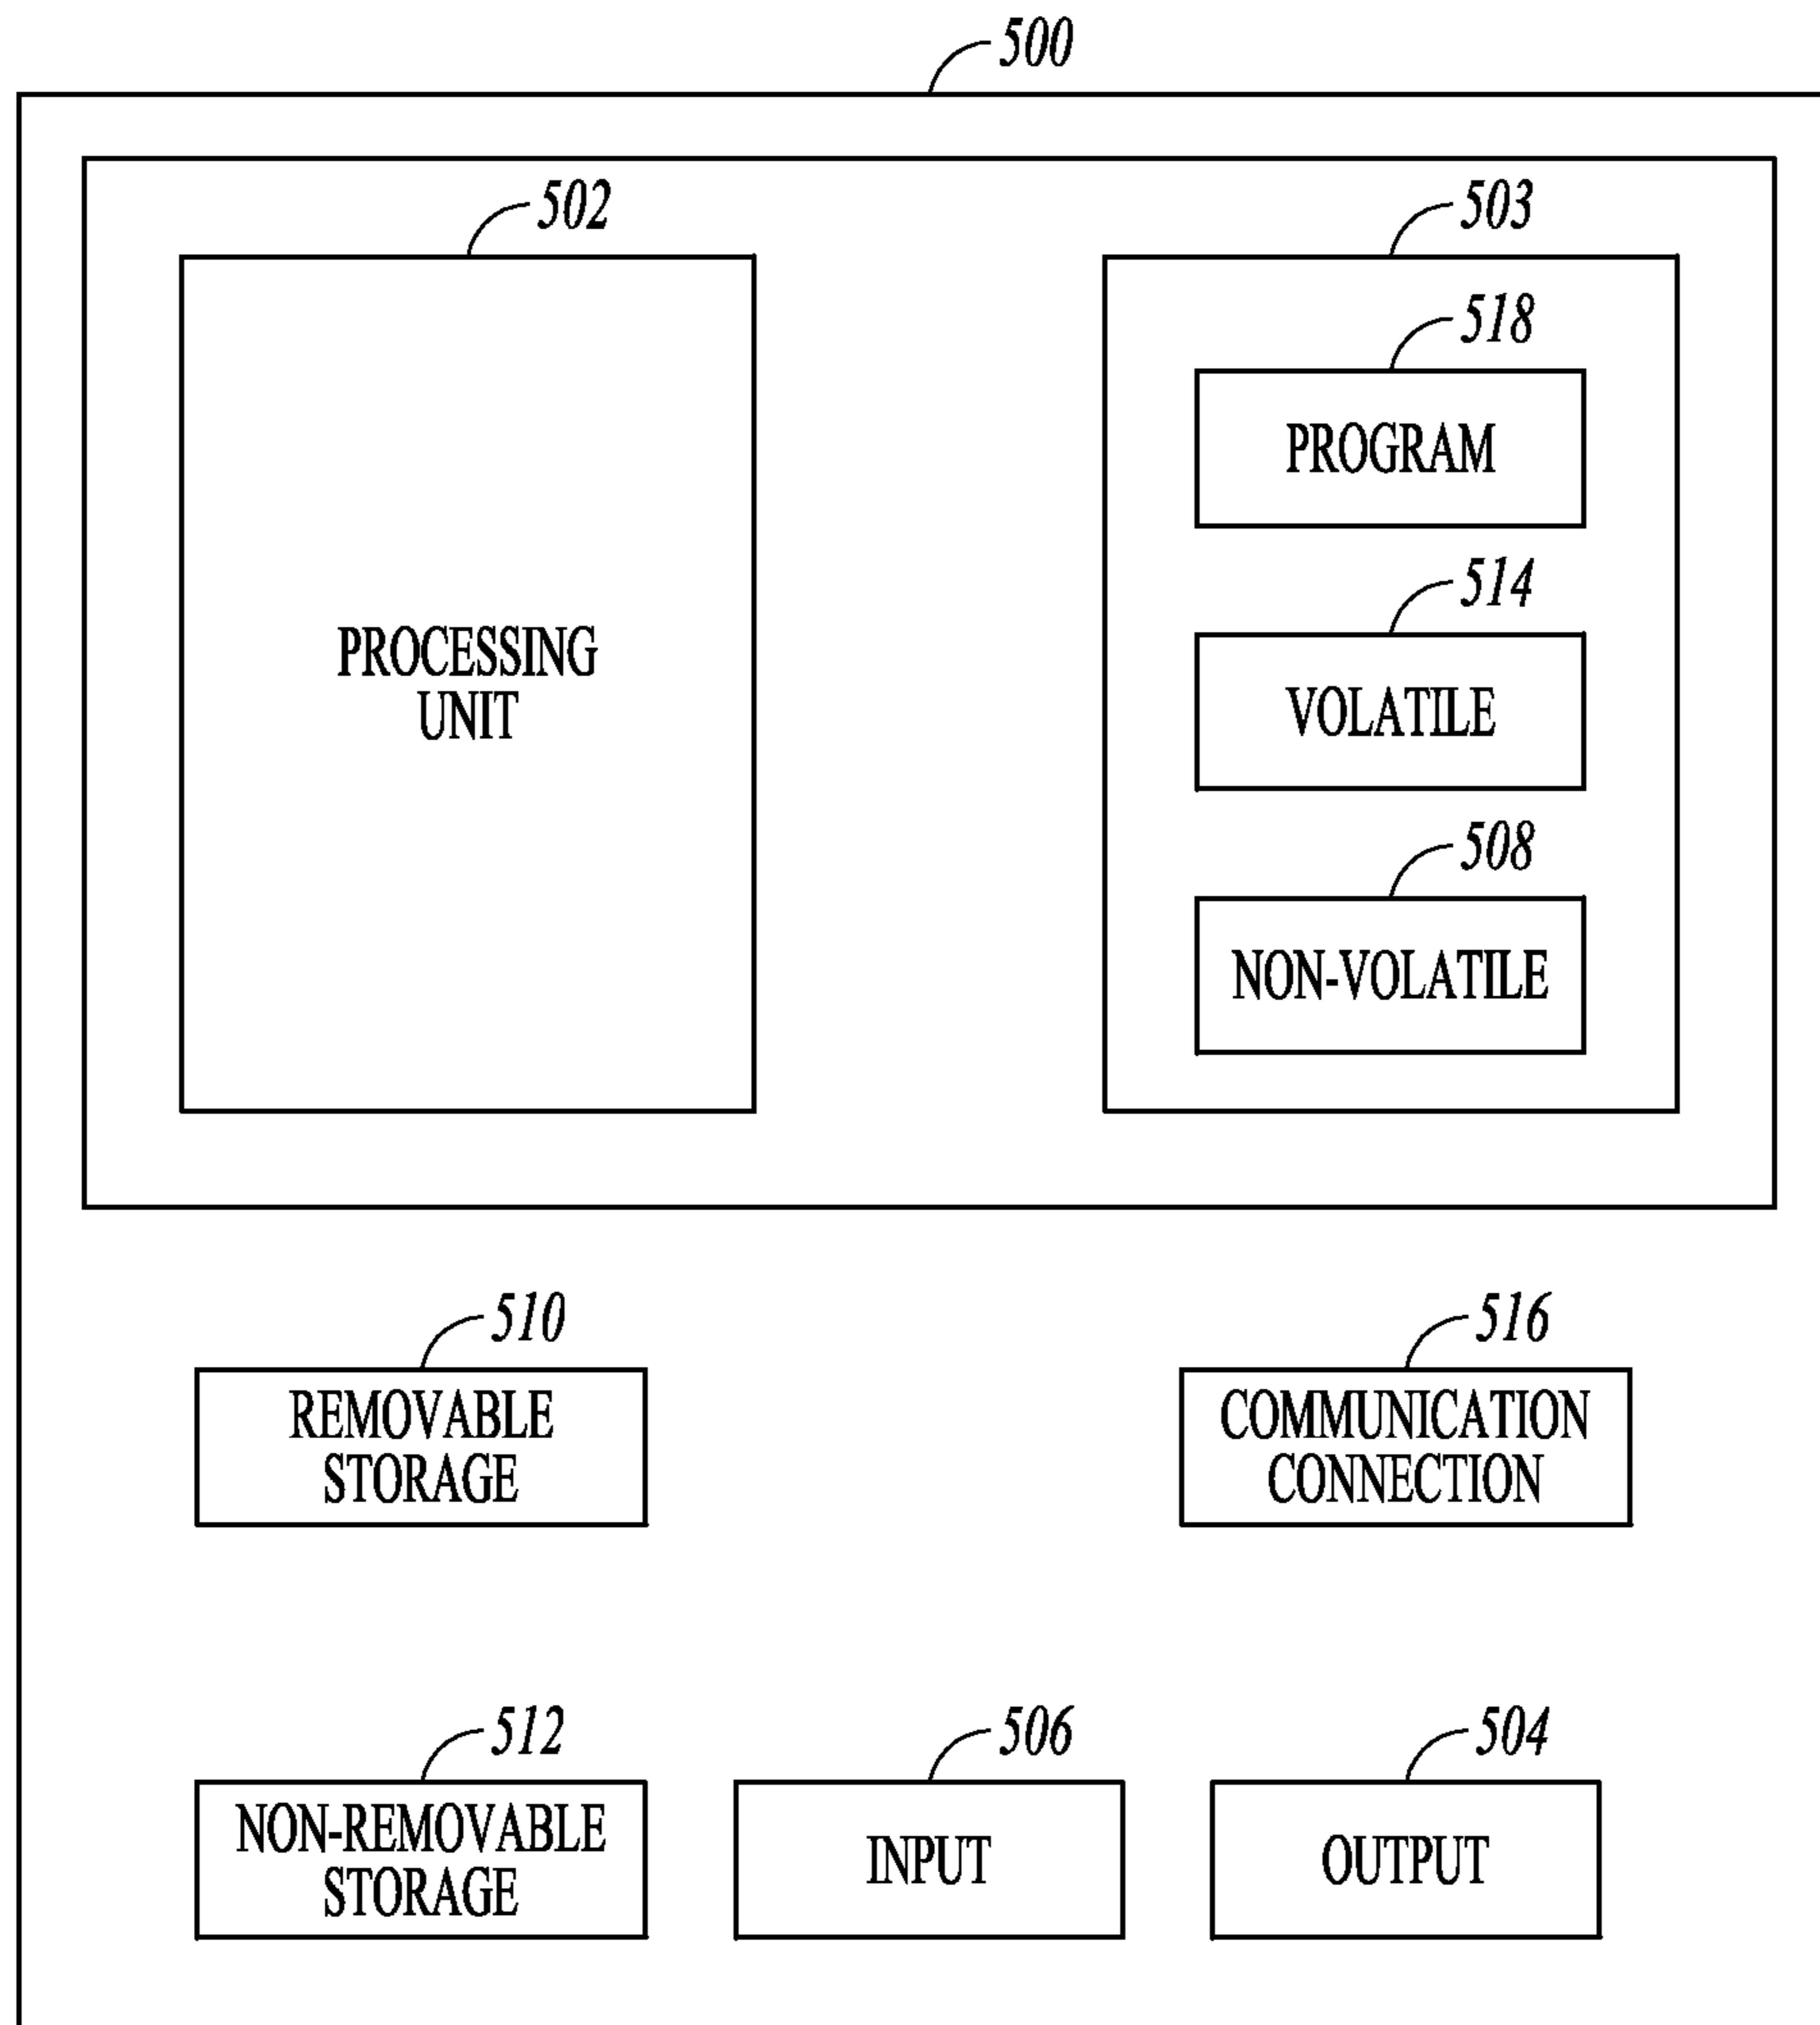 500
502
503
518
PROGRAM
514
VOLATILE
PROCESSING
UNIT
508
NON-VOLATILE
510
516
REMOVABLE
STORAGE
COMMUNICATION
CONNECTION
512
506
504
NON-REMOVABLE
STORAGE
INPUT
OUTPUT